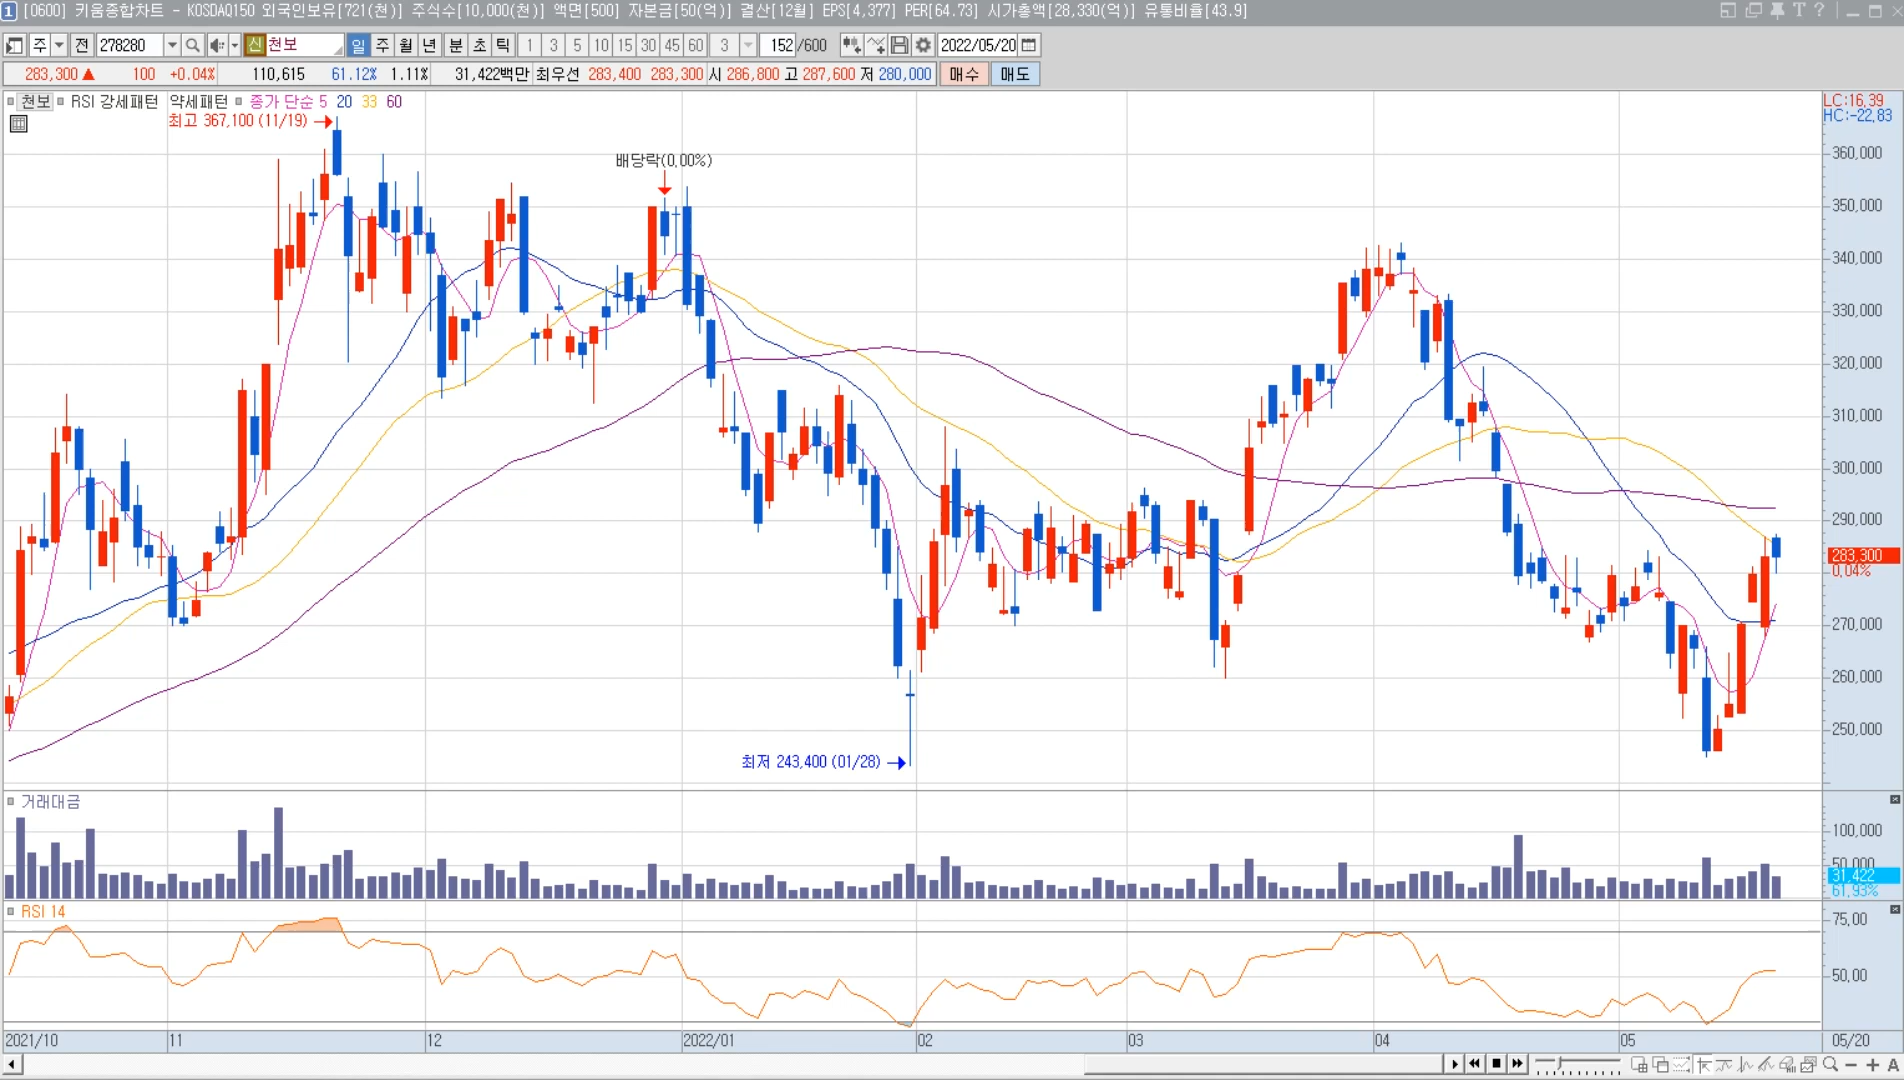 1 [0600] 키움종합차트 - KOSDAQ150 외국인보유[721(천)] 주식수[10,000(천)] 액면[500] 자본금[50(억)] 결산[12월] EPS[4,377] PER[64.73] 시가총액[28,330(억)] 유통비율[43.9]
주 전 278280 신 천보 일 주 월 년 분 초 틱 1 3 5 10 15 30 45 60 3 152 /600 2022/05/20
283,300 ▲ 100 +0.04% 110,615 61.12% 1.11% 31,422백만 최우선 283,400 283,300 시 286,800 고 287,600 저 280,000 매수 매도
천보 RSI 강세패턴 약세패턴 종가 단순 5 20 33 60
LC:16.39
HC:-22.83
최고 367,100 (11/19)
배당락(0.00%)
360,000
350,000
340,000
330,000
320,000
310,000
300,000
290,000
283,300
0.04%
270,000
260,000
250,000
최저 243,400 (01/28)
거래대금
100,000
50,000
31,422
61.93%
RSI 14
75.00
50.00
2021/10 11 12 2022/01 02 03 04 05 05/20